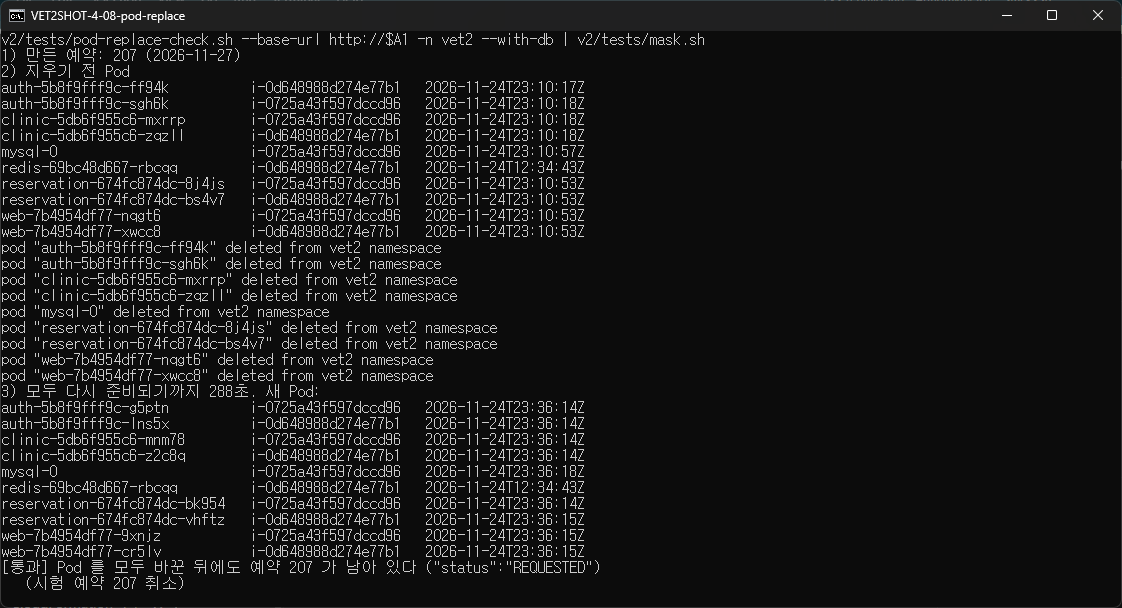 VET2SHOT-4-08-pod-replace
v2/tests/pod-replace-check.sh --base-url http://$A1 -n vet2 --with-db | v2/tests/mask.sh
1) 만든 예약: 207 (2026-11-27)
2) 지우기 전 Pod
auth-5b8f9fff9c-ff94k i-0d648988d274e77b1 2026-11-24T23:10:17Z
auth-5b8f9fff9c-sgh6k i-0725a43f597dccd96 2026-11-24T23:10:18Z
clinic-5db6f955c6-mxrrp i-0725a43f597dccd96 2026-11-24T23:10:18Z
clinic-5db6f955c6-zqzll i-0d648988d274e77b1 2026-11-24T23:10:18Z
mysql-0 i-0725a43f597dccd96 2026-11-24T23:10:57Z
redis-69bc48d667-rbcqq i-0d648988d274e77b1 2026-11-24T12:34:43Z
reservation-674fc874dc-8j4js i-0725a43f597dccd96 2026-11-24T23:10:53Z
reservation-674fc874dc-bs4v7 i-0d648988d274e77b1 2026-11-24T23:10:53Z
web-7b4954df77-nqgt6 i-0725a43f597dccd96 2026-11-24T23:10:53Z
web-7b4954df77-xwcc8 i-0d648988d274e77b1 2026-11-24T23:10:53Z
pod "auth-5b8f9fff9c-ff94k" deleted from vet2 namespace
pod "auth-5b8f9fff9c-sgh6k" deleted from vet2 namespace
pod "clinic-5db6f955c6-mxrrp" deleted from vet2 namespace
pod "clinic-5db6f955c6-zqzll" deleted from vet2 namespace
pod "mysql-0" deleted from vet2 namespace
pod "reservation-674fc874dc-8j4js" deleted from vet2 namespace
pod "reservation-674fc874dc-bs4v7" deleted from vet2 namespace
pod "web-7b4954df77-nqgt6" deleted from vet2 namespace
pod "web-7b4954df77-xwcc8" deleted from vet2 namespace
3) 모두 다시 준비되기까지 288초. 새 Pod:
auth-5b8f9fff9c-g5ptn i-0725a43f597dccd96 2026-11-24T23:36:14Z
auth-5b8f9fff9c-lns5x i-0d648988d274e77b1 2026-11-24T23:36:14Z
clinic-5db6f955c6-mnm78 i-0725a43f597dccd96 2026-11-24T23:36:14Z
clinic-5db6f955c6-z2c8q i-0d648988d274e77b1 2026-11-24T23:36:14Z
mysql-0 i-0725a43f597dccd96 2026-11-24T23:36:18Z
redis-69bc48d667-rbcqq i-0d648988d274e77b1 2026-11-24T12:34:43Z
reservation-674fc874dc-bk954 i-0725a43f597dccd96 2026-11-24T23:36:14Z
reservation-674fc874dc-vhftz i-0d648988d274e77b1 2026-11-24T23:36:15Z
web-7b4954df77-9xnjz i-0725a43f597dccd96 2026-11-24T23:36:15Z
web-7b4954df77-cr5lv i-0d648988d274e77b1 2026-11-24T23:36:15Z
[통과] Pod 를 모두 바꾼 뒤에도 예약 207 가 남아 있다 ("status":"REQUESTED")
(시험 예약 207 취소)